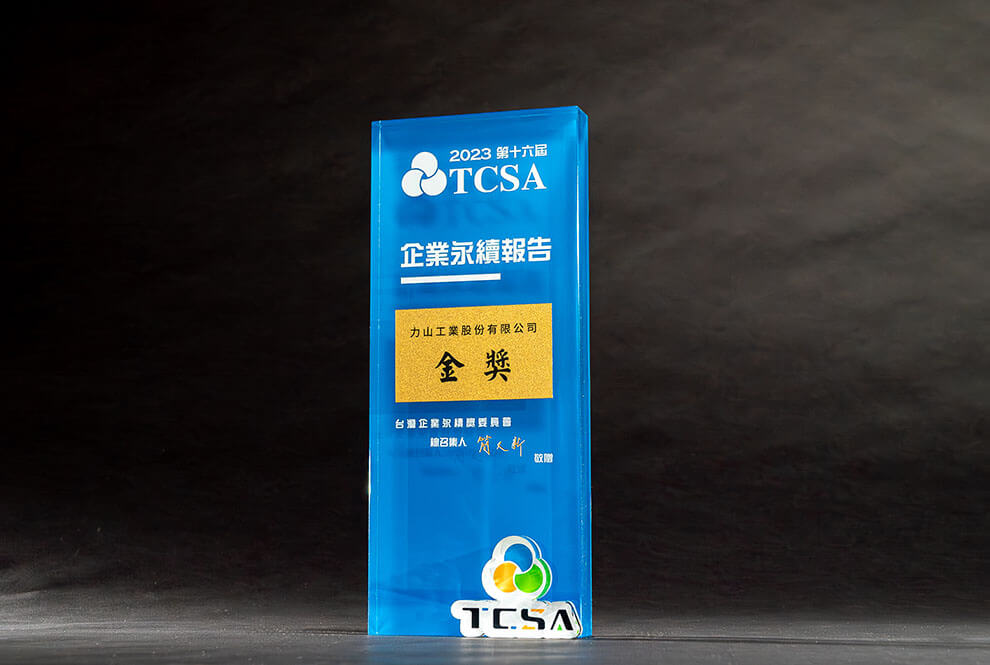 2023 第十六屆
TCSA
企業永續報告
力山工業股份有限公司
金獎
台灣企業永續獎委員會
總召集人 簡又新
敬贈
TCSA